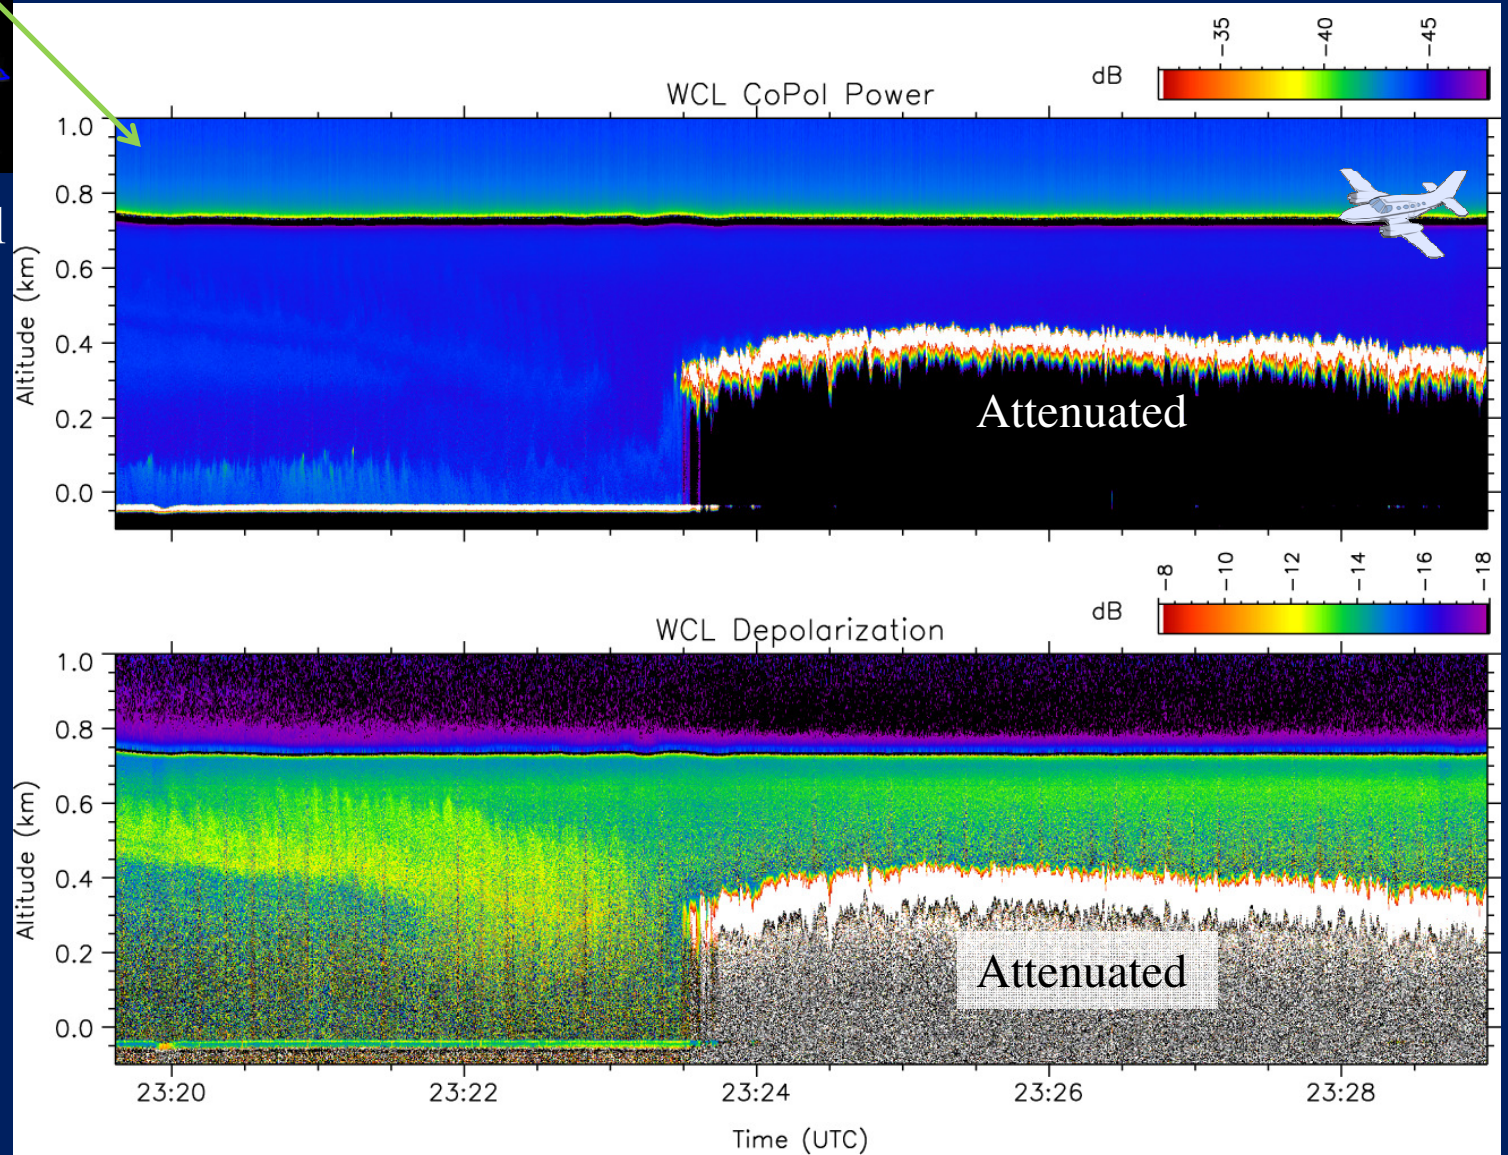 -35 -40 -45
dB
WCL CoPol Power
1.0
0.8
0.6
0.4
0.2
0.0
Altitude (km)
Attenuated
-8 -10 -12 -14 -16 -18
dB
WCL Depolarization
1.0
0.8
0.6
0.4
0.2
0.0
Altitude (km)
Attenuated
23:20 23:22 23:24 23:26 23:28
Time (UTC)